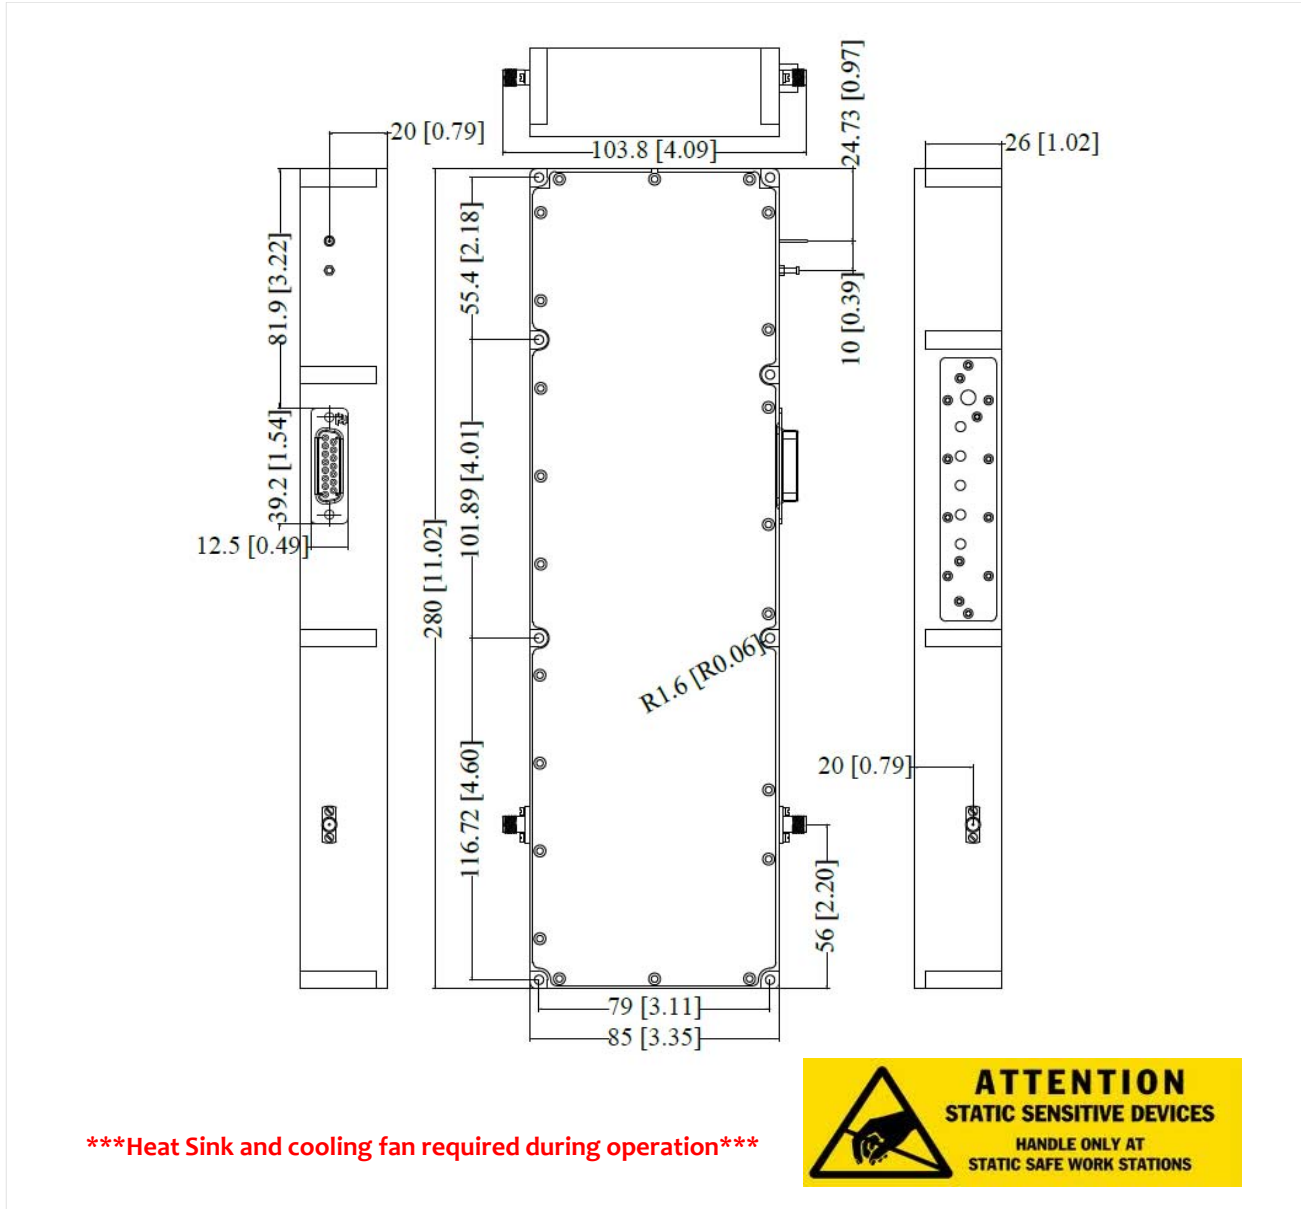 24.73 [0.97]
20 [0.79]
103.8 [4.09]
26 [1.02]
55.4 [2.18]
81.9 [3.22]
10 [0.39]
39.2 [1.54]
101.89 [4.01]
12.5 [0.49]
280 [11.02]
R1.6 [R0.06]
116.72 [4.60]
20 [0.79]
56 [2.20]
79 [3.11]
85 [3.35]
ATTENTION
STATIC SENSITIVE DEVICES
HANDLE ONLY AT
STATIC SAFE WORK STATIONS
***Heat Sink and cooling fan required during operation***